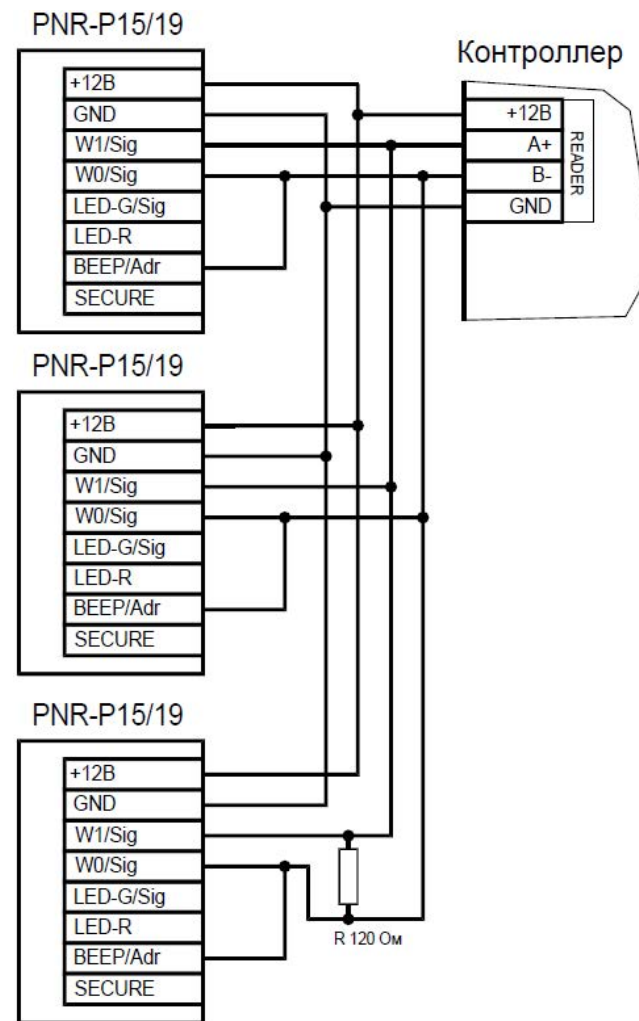 PNR-P15/19
+12В
GND
W1/Sig
W0/Sig
LED-G/Sig
LED-R
BEEP/Adr
SECURE
Контроллер
+12В
A+
B-
GND
READER
PNR-P15/19
+12В
GND
W1/Sig
W0/Sig
LED-G/Sig
LED-R
BEEP/Adr
SECURE
PNR-P15/19
+12В
GND
W1/Sig
W0/Sig
LED-G/Sig
LED-R
BEEP/Adr
SECURE
R 120 Ом